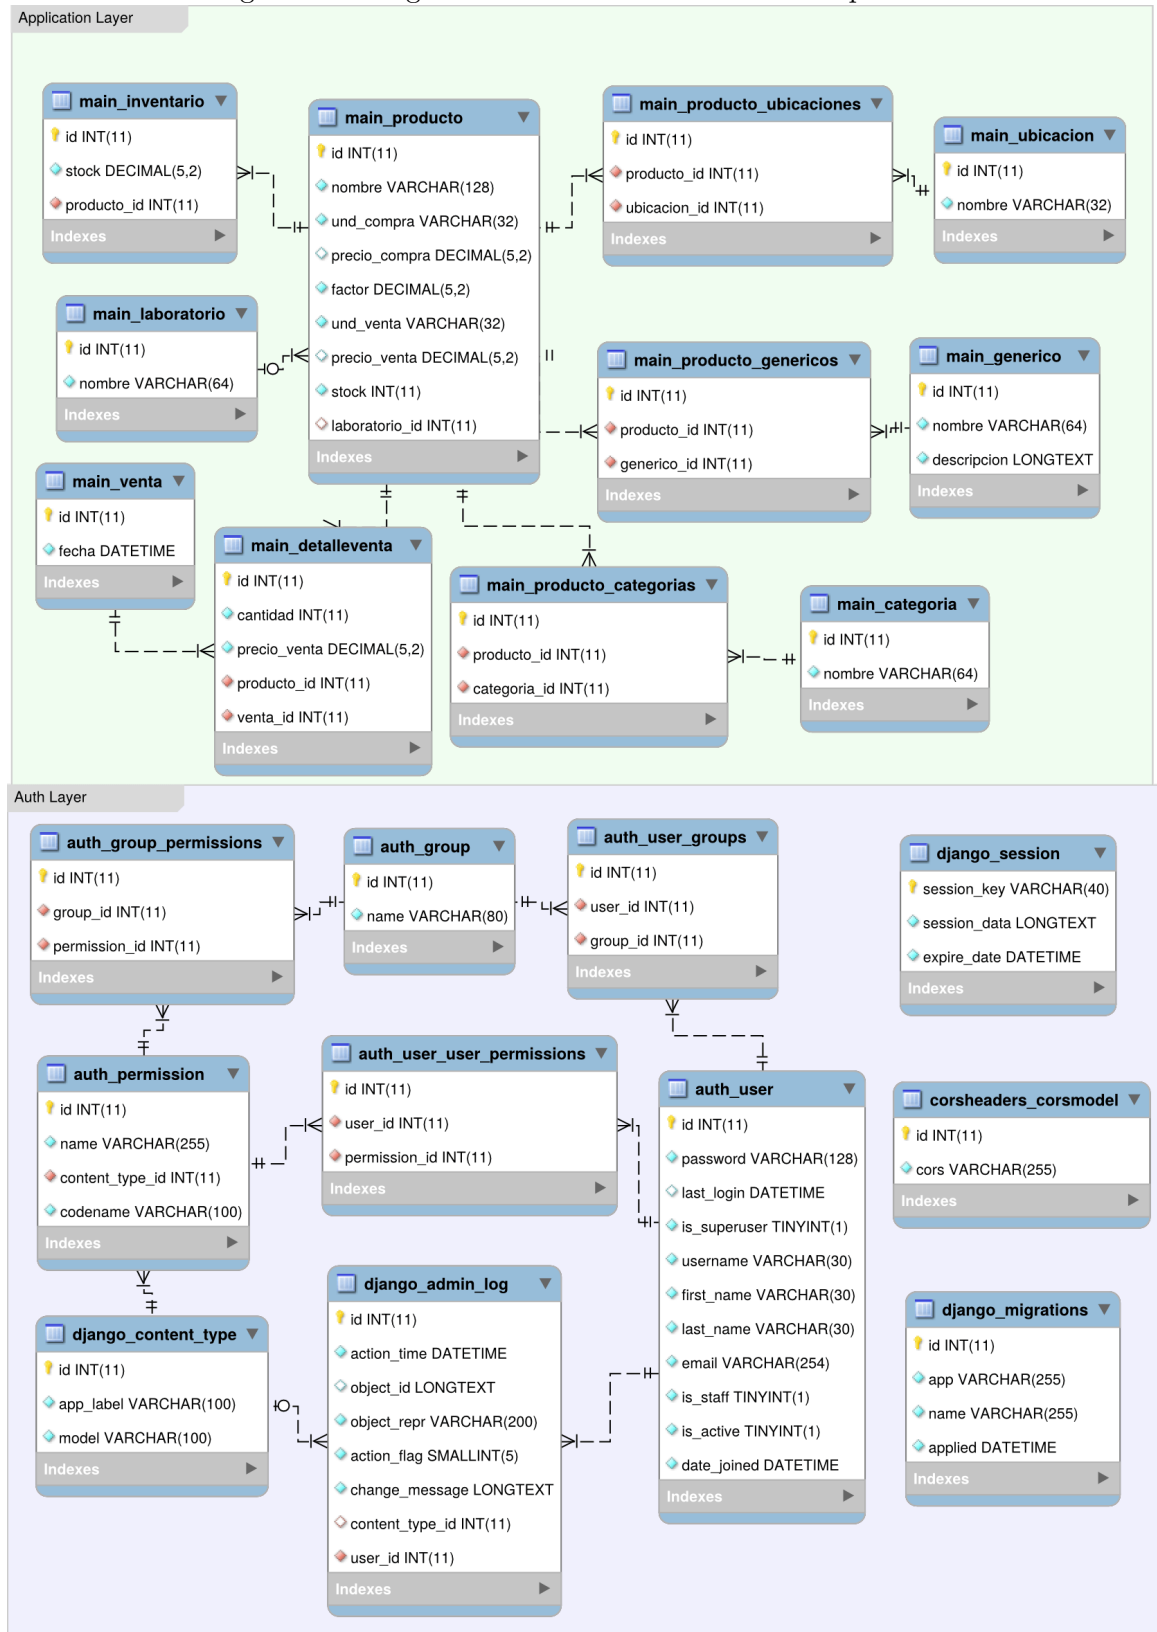 Application Layer
main_inventario
id INT(11)
stock DECIMAL(5,2)
producto_id INT(11)
Indexes
main_producto
id INT(11)
nombre VARCHAR(128)
und_compra VARCHAR(32)
precio_compra DECIMAL(5,2)
factor DECIMAL(5,2)
und_venta VARCHAR(32)
precio_venta DECIMAL(5,2)
stock INT(11)
laboratorio_id INT(11)
Indexes
main_producto_ubicaciones
id INT(11)
producto_id INT(11)
ubicacion_id INT(11)
Indexes
main_ubicacion
id INT(11)
nombre VARCHAR(32)
Indexes
main_laboratorio
id INT(11)
nombre VARCHAR(64)
Indexes
main_producto_genericos
id INT(11)
producto_id INT(11)
generico_id INT(11)
Indexes
main_generico
id INT(11)
nombre VARCHAR(64)
descripcion LONGTEXT
Indexes
main_venta
id INT(11)
fecha DATETIME
Indexes
main_detalleventa
id INT(11)
cantidad INT(11)
precio_venta DECIMAL(5,2)
producto_id INT(11)
venta_id INT(11)
Indexes
main_producto_categorias
id INT(11)
producto_id INT(11)
categoria_id INT(11)
Indexes
main_categoria
id INT(11)
nombre VARCHAR(64)
Indexes
Auth Layer
auth_group_permissions
id INT(11)
group_id INT(11)
permission_id INT(11)
Indexes
auth_group
id INT(11)
name VARCHAR(80)
Indexes
auth_user_groups
id INT(11)
user_id INT(11)
group_id INT(11)
Indexes
django_session
session_key VARCHAR(40)
session_data LONGTEXT
expire_date DATETIME
Indexes
auth_permission
id INT(11)
name VARCHAR(255)
content_type_id INT(11)
codename VARCHAR(100)
Indexes
auth_user_user_permissions
id INT(11)
user_id INT(11)
permission_id INT(11)
Indexes
auth_user
id INT(11)
password VARCHAR(128)
last_login DATETIME
is_superuser TINYINT(1)
username VARCHAR(30)
first_name VARCHAR(30)
last_name VARCHAR(30)
email VARCHAR(254)
is_staff TINYINT(1)
is_active TINYINT(1)
date_joined DATETIME
Indexes
corsheaders_corsmodel
id INT(11)
cors VARCHAR(255)
Indexes
django_content_type
id INT(11)
app_label VARCHAR(100)
model VARCHAR(100)
Indexes
django_admin_log
id INT(11)
action_time DATETIME
object_id LONGTEXT
object_repr VARCHAR(200)
action_flag SMALLINT(5)
change_message LONGTEXT
content_type_id INT(11)
user_id INT(11)
Indexes
django_migrations
id INT(11)
app VARCHAR(255)
name VARCHAR(255)
applied DATETIME
Indexes